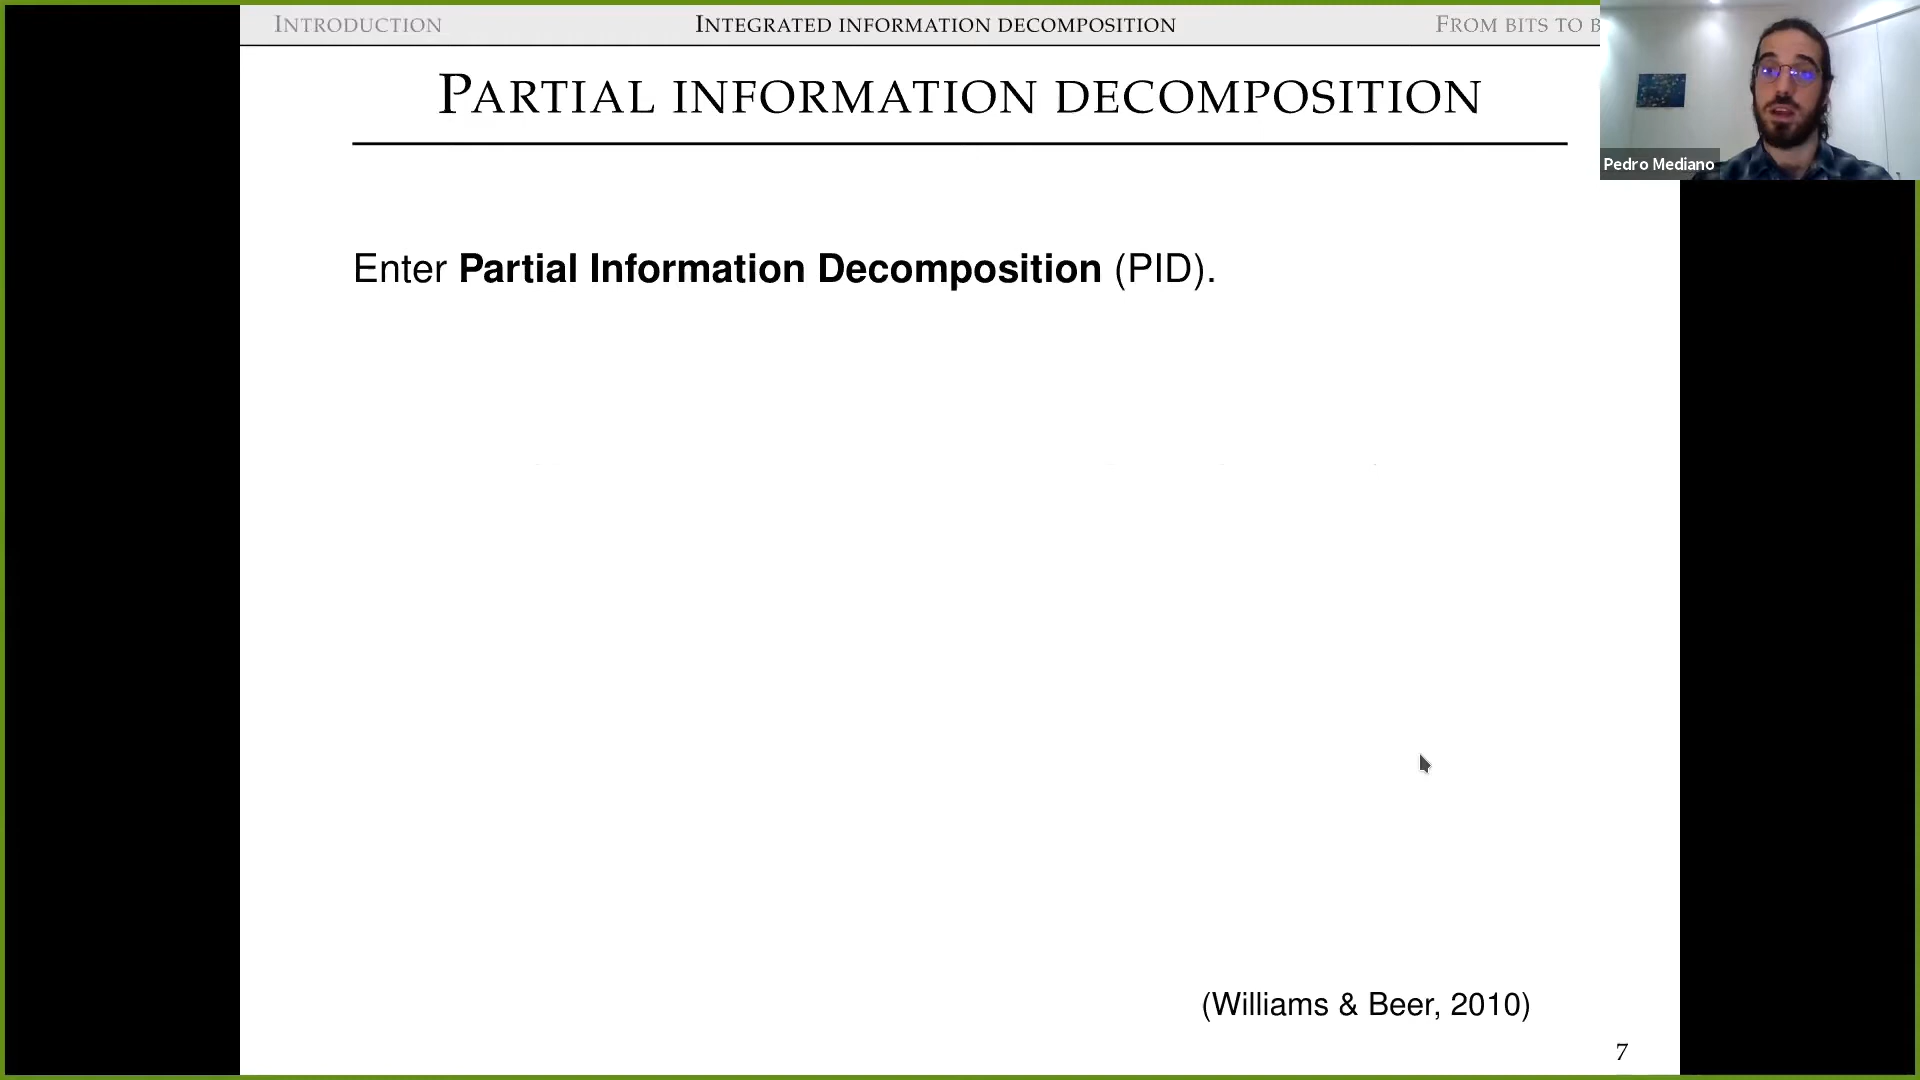 INTRODUCTION
INTEGRATED INFORMATION DECOMPOSITION
FROM BITS TO B
PARTIAL INFORMATION DECOMPOSITION
Pedro Mediano
Enter Partial Information Decomposition (PID).
(Williams & Beer, 2010)
7